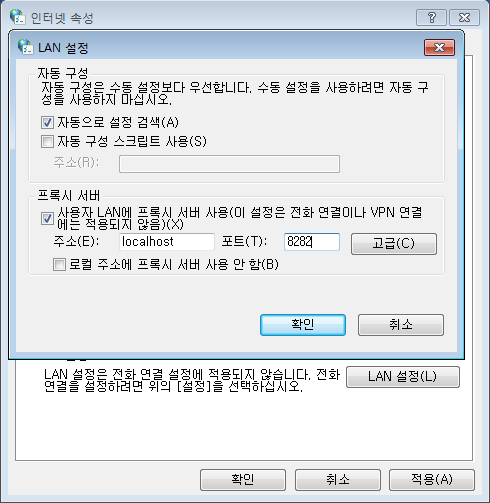 인터넷 속성
LAN 설정
자동 구성
자동 구성은 수동 설정보다 우선합니다. 수동 설정을 사용하려면 자동 구
성을 사용하지 마십시오.
자동으로 설정 검색(A)
자동 구성 스크립트 사용(S)
주소(R):
프록시 서버
사용자 LAN에 프록시 서버 사용(이 설정은 전화 연결이나 VPN 연결
에는 적용되지 않음)(X)
주소(E): localhost 포트(T): 8282 고급(C)
로컬 주소에 프록시 서버 사용 안 함(B)
확인 취소
LAN 설정은 전화 연결 설정에 적용되지 않습니다. 전화
연결을 설정하려면 위의 [설정]을 선택하십시오.
LAN 설정(L)
확인 취소 적용(A)